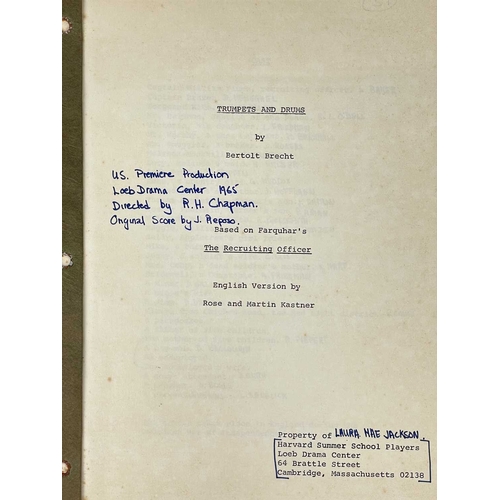 TRUMPETS AND DRUMS
by
Bertolt Brecht
U.S. Premiere Production
Loeb Drama Center 1965
Directed by R.H. Chapman.
Original Score by J. Raposo.
Based on Farquhar's
The Recruiting Officer
English Version by
Rose and Martin Kastner
Property of LAURA MAE JACKSON.
Harvard Summer School Players
Loeb Drama Center
64 Brattle Street
Cambridge, Massachusetts 02138